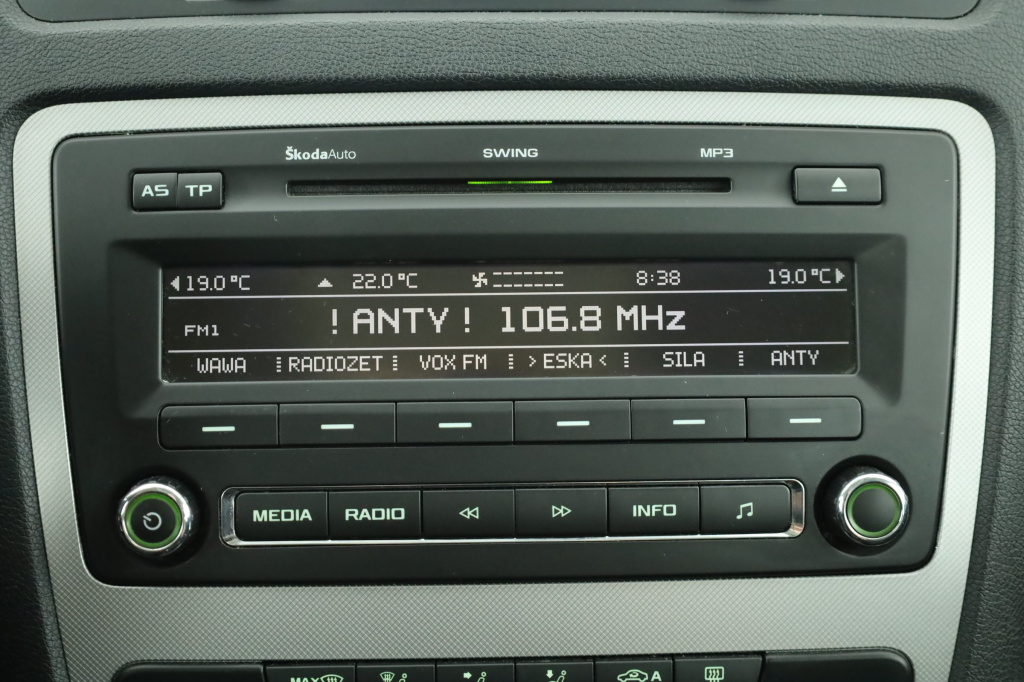 ŠkodaAuto SWING MP3
AS TP
19.0°C 22.0°C 8:38 19.0°C
FM1 ! ANTY ! 106.8 MHz
WAWA RADIOZET VOX FM > ESKA < SILA ANTY
MEDIA RADIO INFO
MAX A